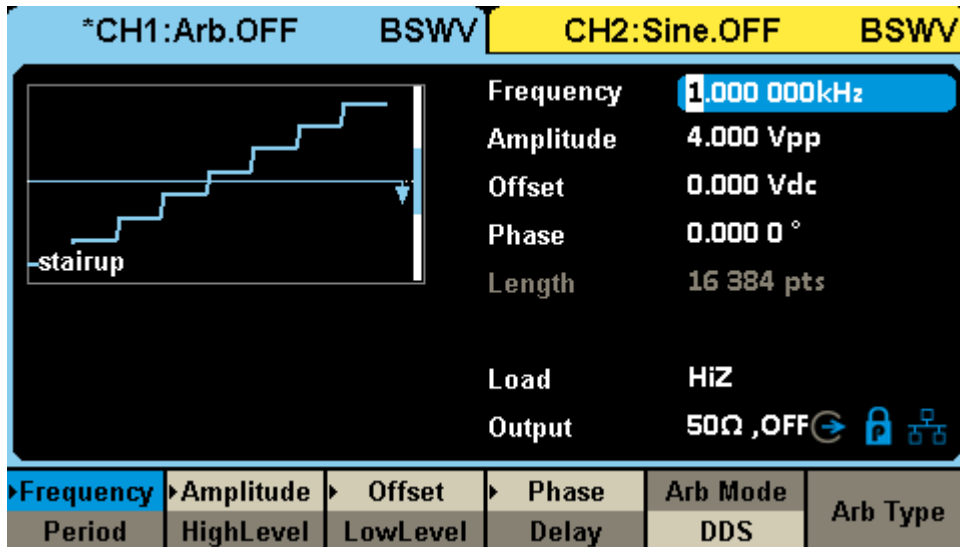 *CH1:Arb.OFF BSWV CH2:Sine.OFF BSWV
Frequency 1.000 000kHz
Amplitude 4.000 Vpp
Offset 0.000 Vdc
Phase 0.000 0 °
stairup
Length 16 384 pts
Load HiZ
Output 50Ω ,OFF P
Frequency Amplitude Offset Phase Arb Mode Arb Type
Period HighLevel LowLevel Delay DDS